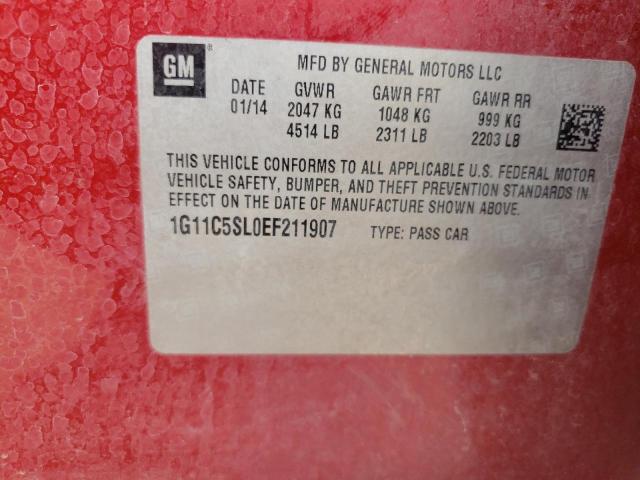 GM ®
MFD BY GENERAL MOTORS LLC
DATE GVWR GAWR FRT GAWR RR
01/14 2047 KG 1048 KG 999 KG
4514 LB 2311 LB 2203 LB
THIS VEHICLE CONFORMS TO ALL APPLICABLE U.S. FEDERAL MOTOR
VEHICLE SAFETY, BUMPER, AND THEFT PREVENTION STANDARDS IN
EFFECT ON THE DATE OF MANUFACTURE SHOWN ABOVE.
1G11C5SL0EF211907 TYPE: PASS CAR